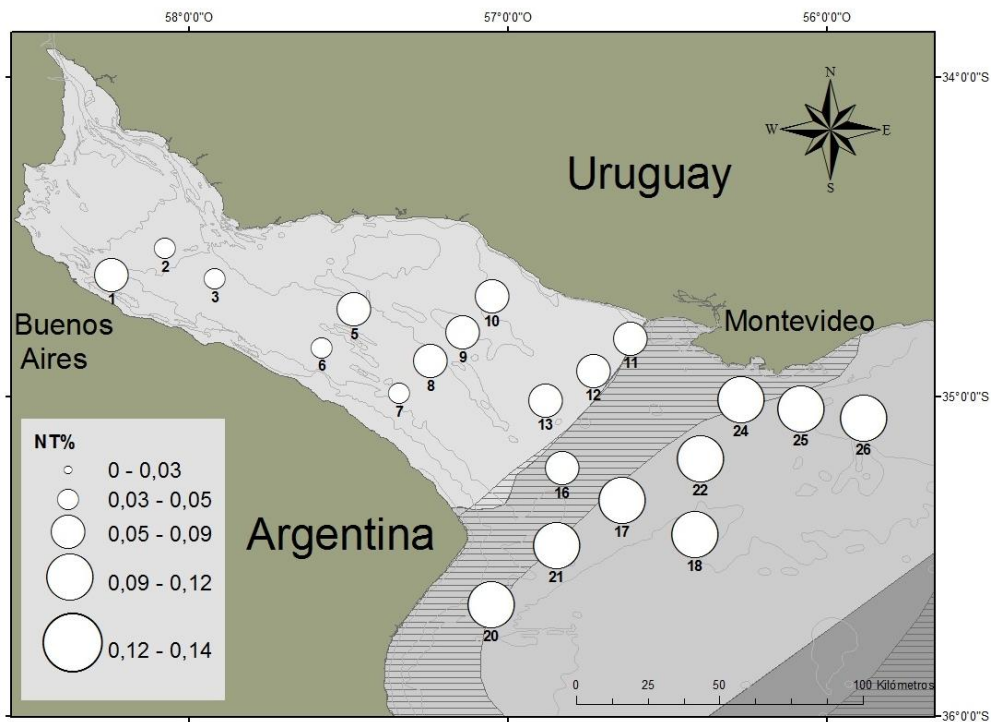 58°0'0"O 57°0'0"O 56°0'0"O
34°0'0"S
N
W E
S
Uruguay
2
1
3
Buenos
Aires
5
10
9
6
8
7
11
Montevideo
12
13
35°0'0"S
24
25
26
16
22
17
18
21
20
Argentina
NT%
0 - 0,03
0,03 - 0,05
0,05 - 0,09
0,09 - 0,12
0,12 - 0,14
0 25 50 100 Kilómetros
36°0'0"S